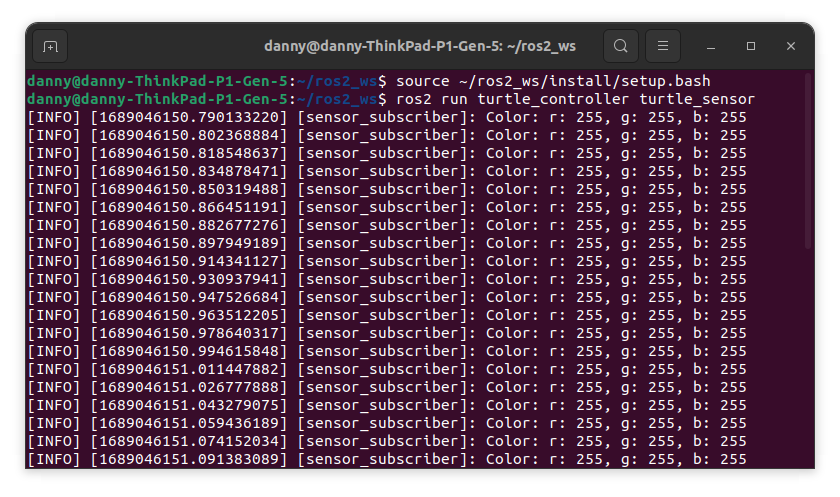 danny@danny-ThinkPad-P1-Gen-5: ~/ros2_ws
danny@danny-ThinkPad-P1-Gen-5:~/ros2_ws$ source ~/ros2_ws/install/setup.bash
danny@danny-ThinkPad-P1-Gen-5:~/ros2_ws$ ros2 run turtle_controller turtle_sensor
[INFO] [1689046150.790133220] [sensor_subscriber]: Color: r: 255, g: 255, b: 255
[INFO] [1689046150.802368884] [sensor_subscriber]: Color: r: 255, g: 255, b: 255
[INFO] [1689046150.818548637] [sensor_subscriber]: Color: r: 255, g: 255, b: 255
[INFO] [1689046150.834878471] [sensor_subscriber]: Color: r: 255, g: 255, b: 255
[INFO] [1689046150.850319488] [sensor_subscriber]: Color: r: 255, g: 255, b: 255
[INFO] [1689046150.866451191] [sensor_subscriber]: Color: r: 255, g: 255, b: 255
[INFO] [1689046150.882677276] [sensor_subscriber]: Color: r: 255, g: 255, b: 255
[INFO] [1689046150.897949189] [sensor_subscriber]: Color: r: 255, g: 255, b: 255
[INFO] [1689046150.914341127] [sensor_subscriber]: Color: r: 255, g: 255, b: 255
[INFO] [1689046150.930937941] [sensor_subscriber]: Color: r: 255, g: 255, b: 255
[INFO] [1689046150.947526684] [sensor_subscriber]: Color: r: 255, g: 255, b: 255
[INFO] [1689046150.963512205] [sensor_subscriber]: Color: r: 255, g: 255, b: 255
[INFO] [1689046150.978640317] [sensor_subscriber]: Color: r: 255, g: 255, b: 255
[INFO] [1689046150.994615848] [sensor_subscriber]: Color: r: 255, g: 255, b: 255
[INFO] [1689046151.011447882] [sensor_subscriber]: Color: r: 255, g: 255, b: 255
[INFO] [1689046151.026777888] [sensor_subscriber]: Color: r: 255, g: 255, b: 255
[INFO] [1689046151.043279075] [sensor_subscriber]: Color: r: 255, g: 255, b: 255
[INFO] [1689046151.059436189] [sensor_subscriber]: Color: r: 255, g: 255, b: 255
[INFO] [1689046151.074152034] [sensor_subscriber]: Color: r: 255, g: 255, b: 255
[INFO] [1689046151.091383089] [sensor_subscriber]: Color: r: 255, g: 255, b: 255